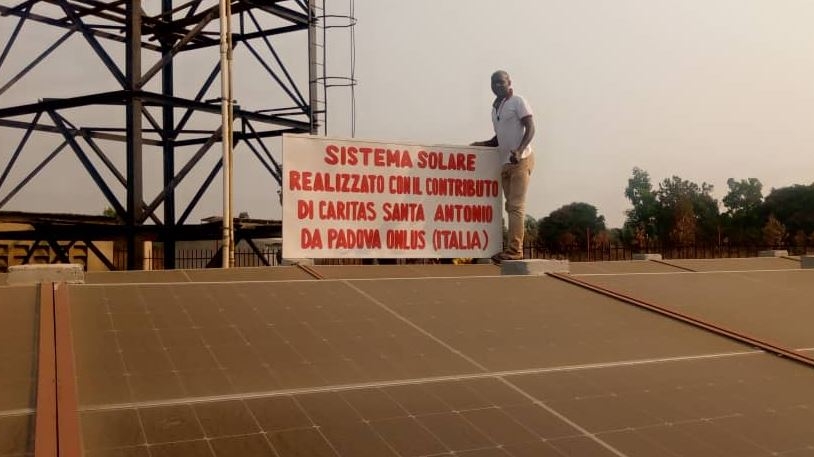 SISTEMA SOLARE
REALIZZATO CON IL CONTRIBUTO
DI CARITAS SANTA ANTONIO
DA PADOVA ONLUS (ITALIA)